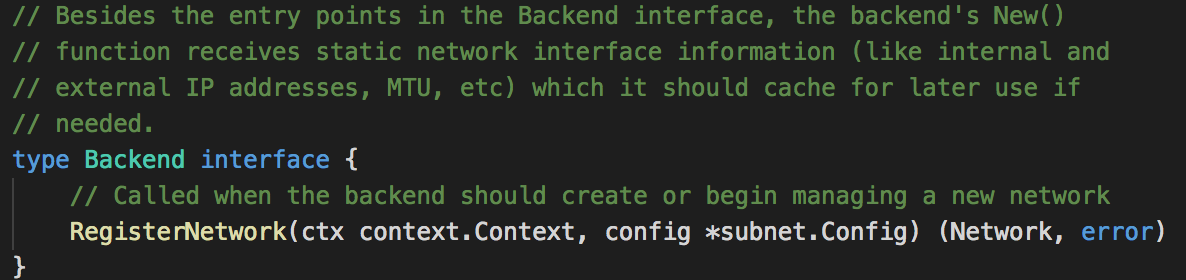 // Besides the entry points in the Backend interface, the backend's New()
// function receives static network interface information (like internal and
// external IP addresses, MTU, etc) which it should cache for later use if
// needed.
type Backend interface {
    // Called when the backend should create or begin managing a new network
    RegisterNetwork(ctx context.Context, config *subnet.Config) (Network, error)
}